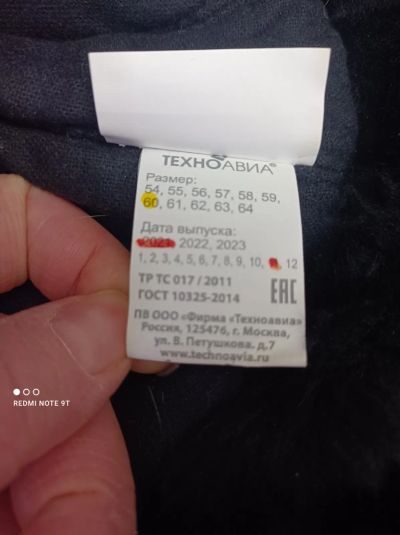 ТЕХНОАВИА®
Размер:
54, 55, 56, 57, 58, 59,
60, 61, 62, 63, 64
Дата выпуска:
2021, 2022, 2023
1, 2, 3, 4, 5, 6, 7, 8, 9, 10, 12
ТР ТС 017 / 2011
ГОСТ 10325-2014
EAC
ПВ ООО «Фирма «Техноавиа»
Россия, 125476, г. Москва,
ул. В. Петушкова. д.7
www.technoavia.ru
REDMI NOTE 9T